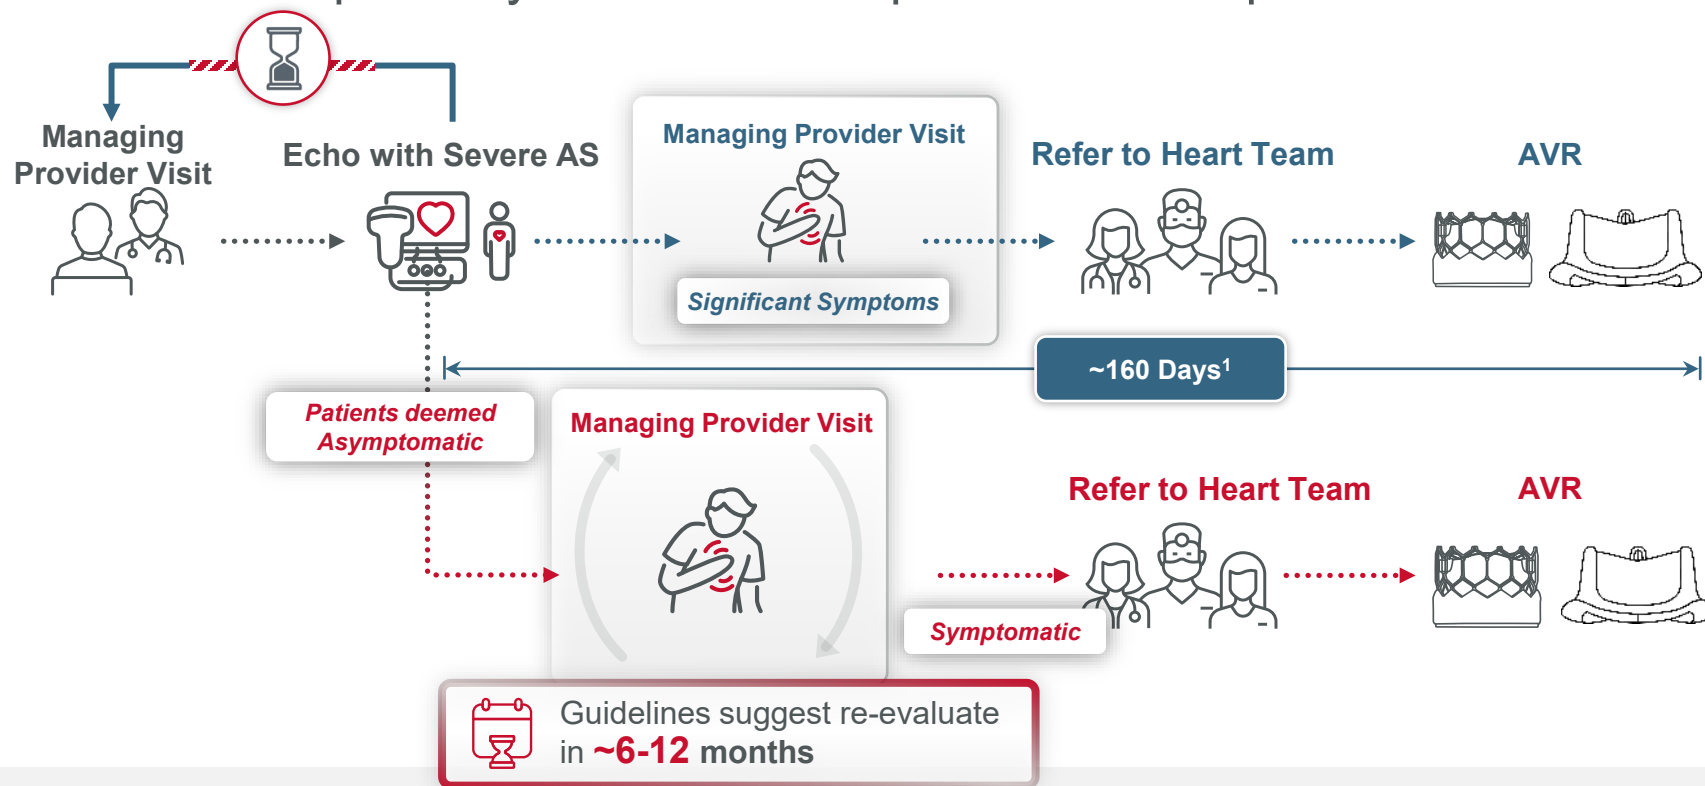 Managing
Provider Visit
Echo with Severe AS
Managing Provider Visit
Significant Symptoms
Refer to Heart Team
AVR
~160 Days¹
Patients deemed
Asymptomatic
Managing Provider Visit
Symptomatic
Refer to Heart Team
AVR
Guidelines suggest re-evaluate
in ~6-12 months